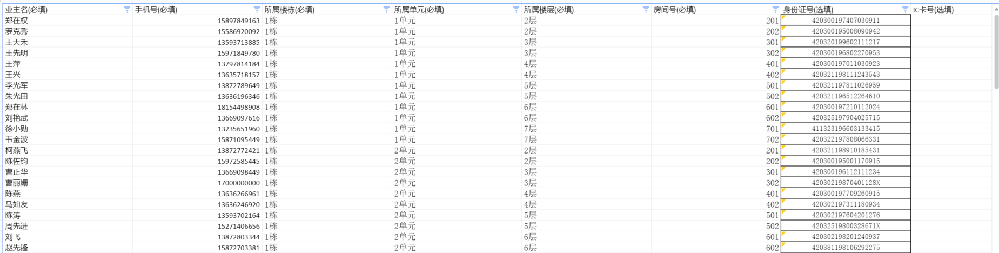 业主名(必填) 手机号(必填) 所属楼栋(必填) 所属单元(必填) 所属楼层(必填) 房间号(必填) 身份证号(选填) IC卡号(选填)
郑在权 15897849163 1栋 1单元 2层 201 420300197407030911
罗克秀 15586920092 1栋 1单元 2层 202 420300195008090942
王天禾 13593713885 1栋 1单元 3层 301 420320199602111217
王先明 15971849780 1栋 1单元 3层 302 420300196802270953
王萍 13797814184 1栋 1单元 4层 401 420300197011030923
王兴 13635718157 1栋 1单元 4层 402 420321198111243543
李光军 13872789649 1栋 1单元 5层 501 420321197811026959
朱光田 13636196346 1栋 1单元 5层 502 420321196512264610
郑在林 18154498908 1栋 1单元 6层 601 420300197210112024
刘艳武 13669097616 1栋 1单元 6层 602 420325197904025715
徐小勋 13235651960 1栋 1单元 7层 701 411323196603133415
韦金波 15871095449 1栋 1单元 7层 702 420322197808066331
柯燕飞 13872772421 1栋 2单元 2层 201 420321198910185431
陈佐钧 15972585445 1栋 2单元 2层 202 420300195001170915
曹正华 13669098449 1栋 2单元 3层 301 420300196112111234
曹丽姗 17000000000 1栋 2单元 3层 302 42030219870401128X
陈燕 13636266961 1栋 2单元 4层 401 420300197709260915
马如友 13636246920 1栋 2单元 4层 402 420302197311180934
陈涛 13593702164 1栋 2单元 5层 501 420302197604201276
周先进 15271406656 1栋 2单元 5层 502 42032519800328671X
刘飞 13872803344 1栋 2单元 6层 601 420302198201240937
赵先锋 15872703381 1栋 2单元 6层 602 420381198106292275